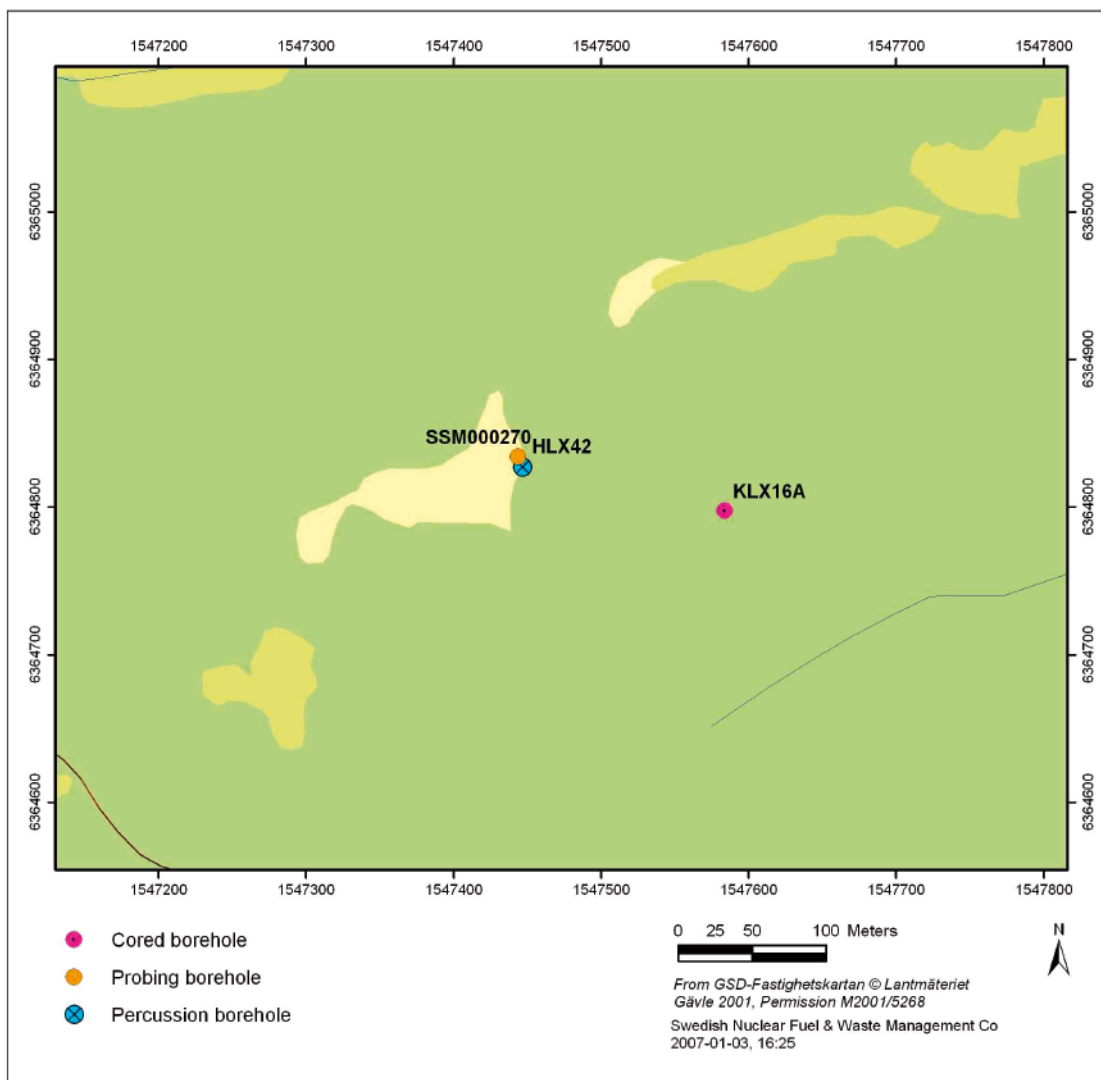 1547200 1547300 1547400 1547500 1547600 1547700 1547800
6365000 6365000
6364900 6364900
SSM000270 HLX42
KLX16A
6364800 6364800
6364700 6364700
6364600 6364600
1547200 1547300 1547400 1547500 1547600 1547700 1547800
Cored borehole
Probing borehole
Percussion borehole
0 25 50 100 Meters
N
From GSD-Fastighetskartan © Lantmäteriet
Gävle 2001, Permission M2001/5268
Swedish Nuclear Fuel & Waste Management Co
2007-01-03, 16:25